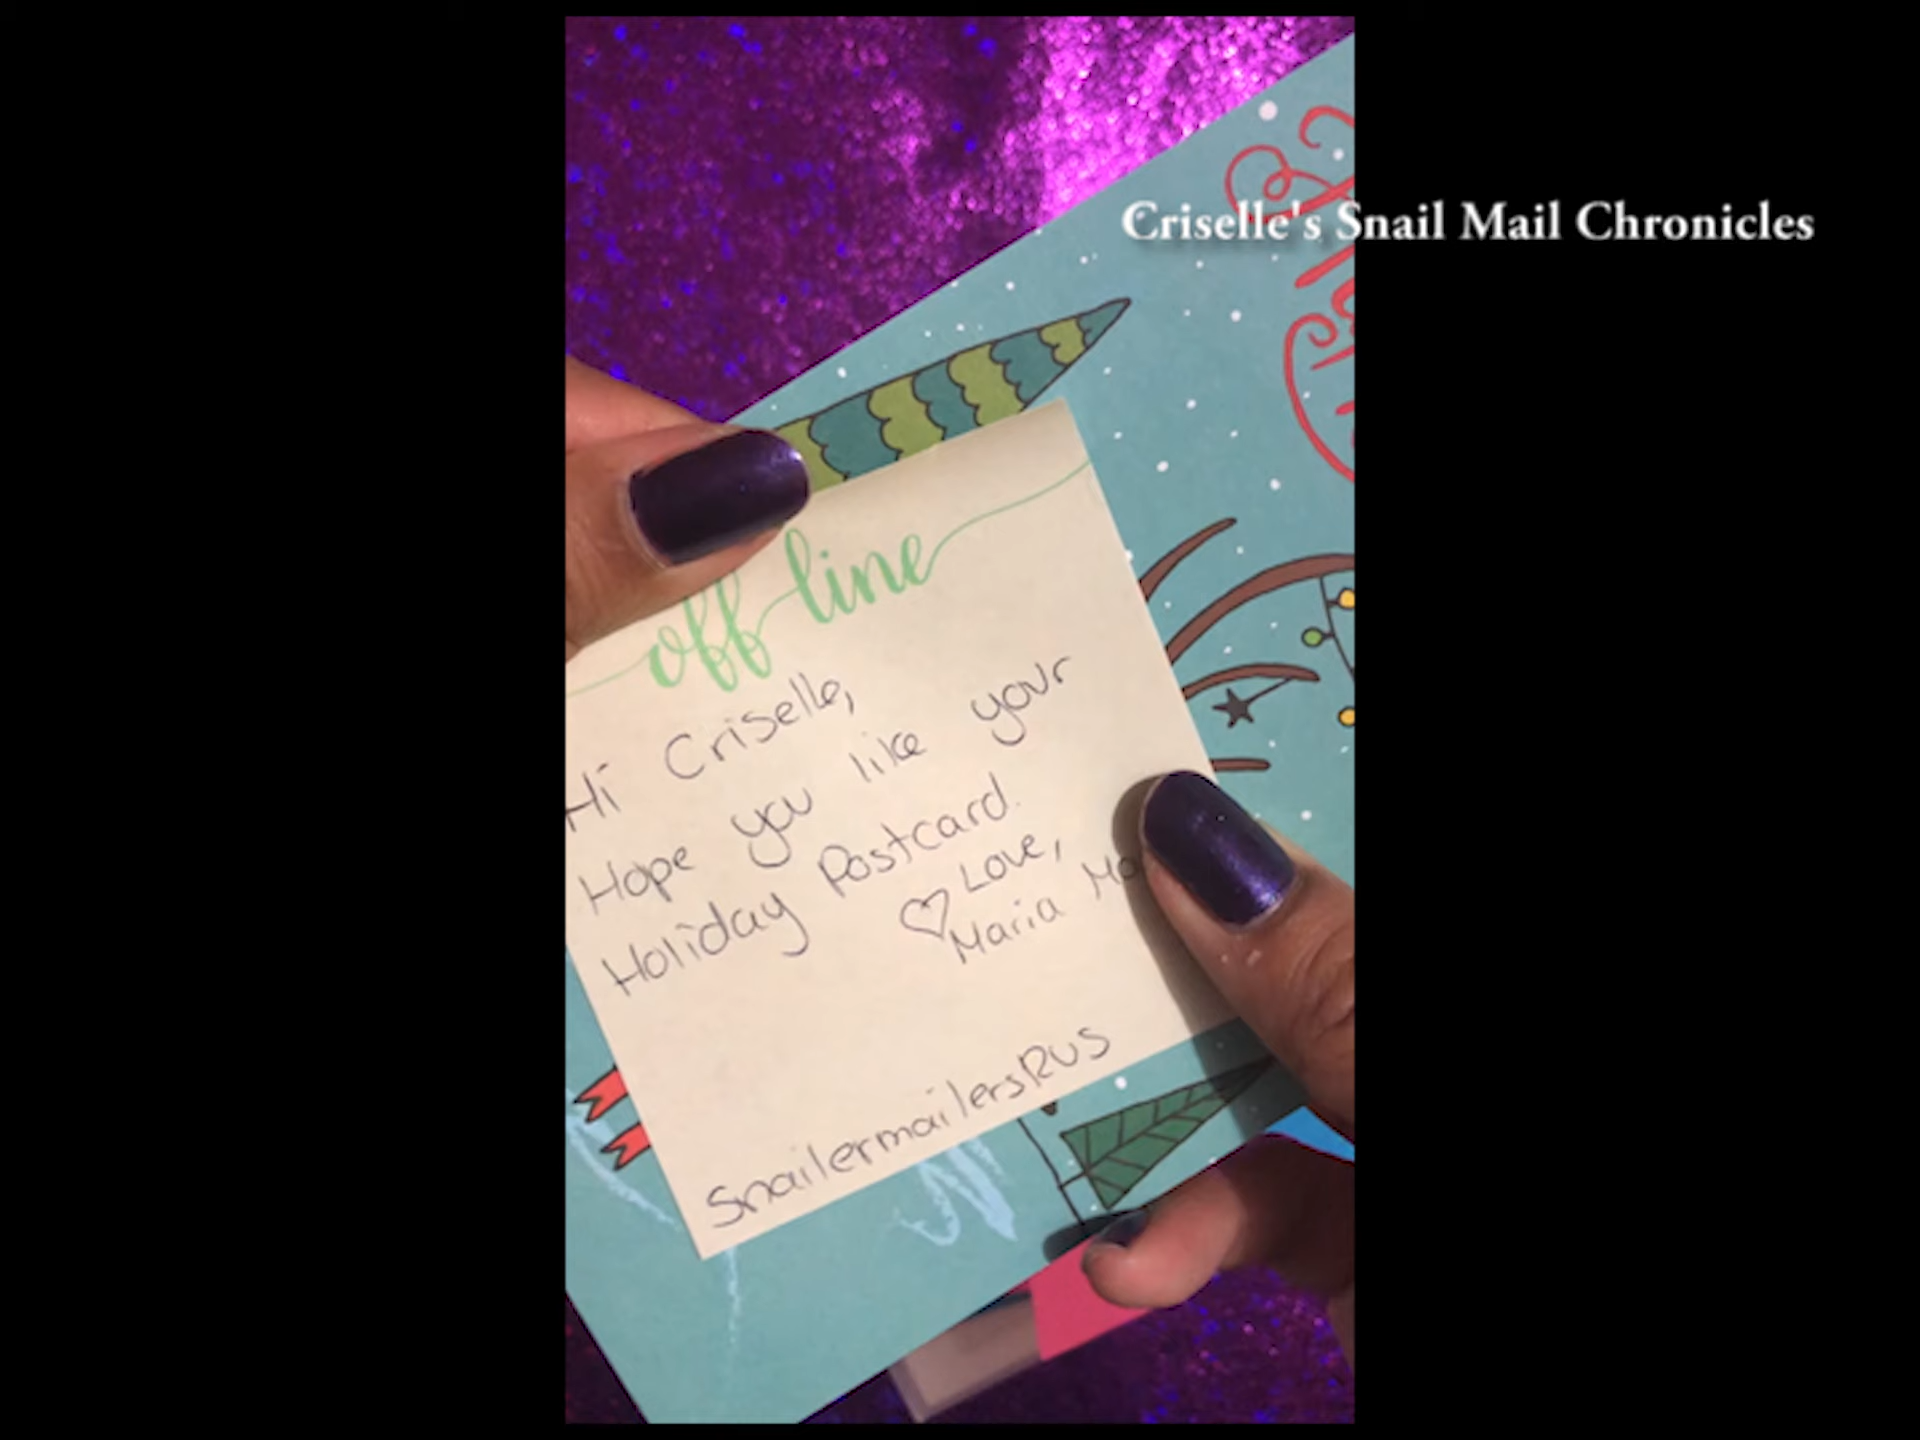 Criselle's Snail Mail Chronicles
off line
Hi Criselle,
Hope you like your
Holiday Postcard.
Love,
Maria
SnailermailersRUS